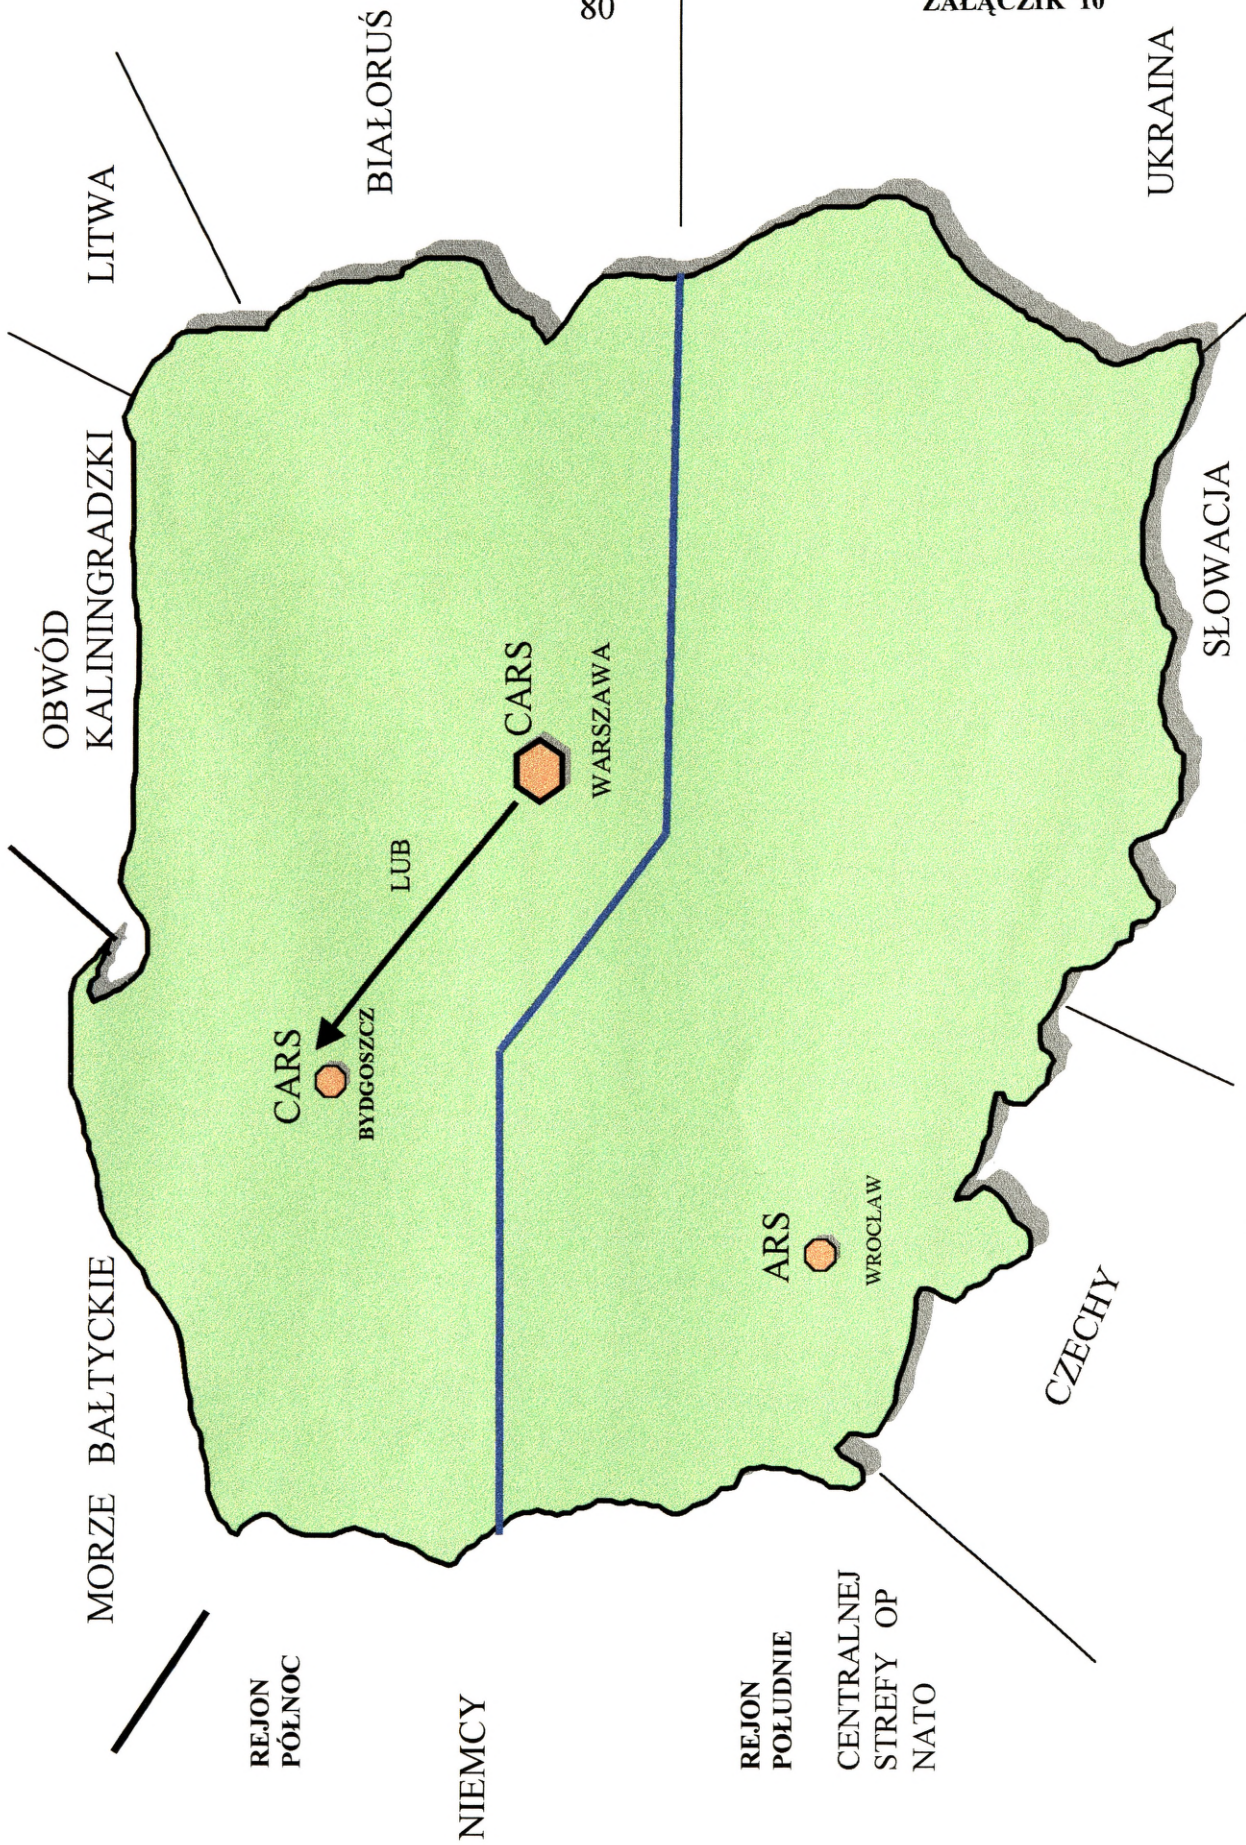 80
ZAŁĄCZIK 10
MORZE BAŁTYCKIE
OBWÓD
KALININGRADZKI
LITWA
BIAŁORUŚ
REJON
PÓŁNOC
CARS
BYDGOSZCZ
LUB
CARS
WARSZAWA
NIEMCY
REJON
POŁUDNIE
CENTRALNEJ
STREFY OP
NATO
ARS
WROCŁAW
CZECHY
SŁOWACJA
UKRAINA